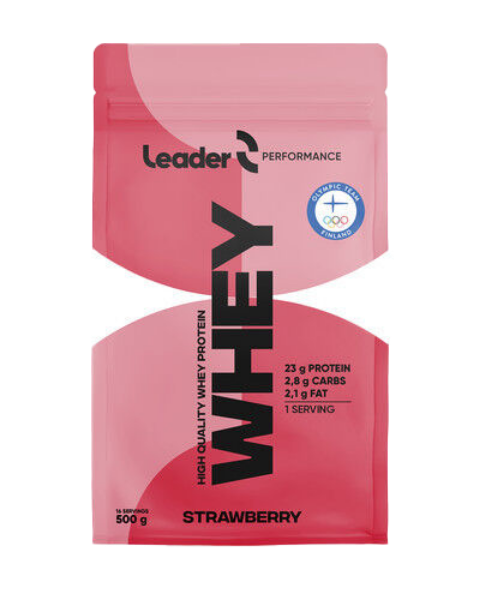 Leader PERFORMANCE
OLYMPIC TEAM
FINLAND
WHEY
HIGH QUALITY WHEY PROTEIN
23 g PROTEIN
2,8 g CARBS
2,1 g FAT
1 SERVING
16 SERVINGS
500 g
STRAWBERRY